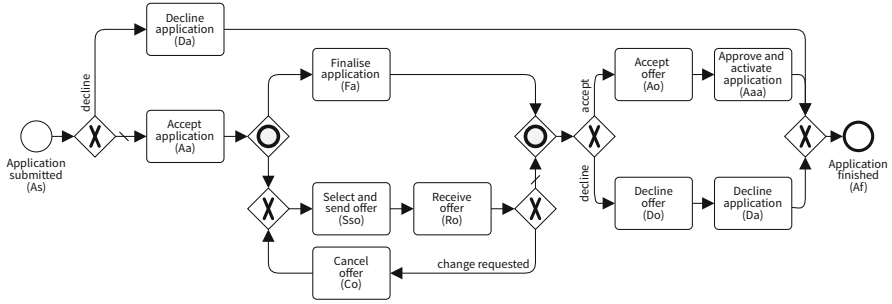 Decline
application
(Da)
decline
Application
submitted
(As)
Accept
application
(Aa)
Finalise
application
(Fa)
Select and
send offer
(Sso)
Receive
offer
(Ro)
Cancel
offer
(Co)
change requested
accept
decline
Accept
offer
(Ao)
Approve and
activate
application
(Aaa)
Decline
offer
(Do)
Decline
application
(Da)
Application
finished
(Af)